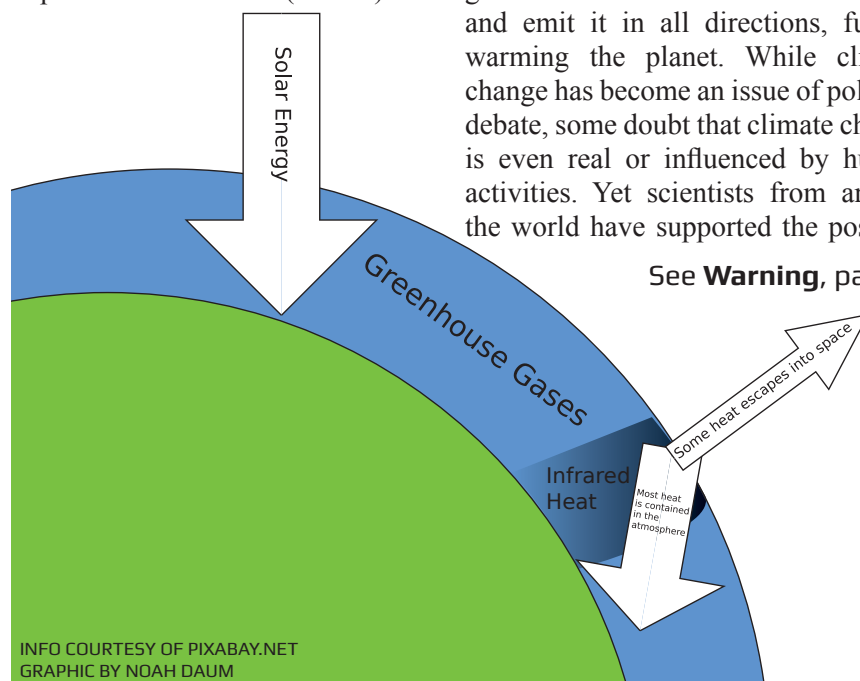 and emit it in all directions, fu
warming the planet. While cli
change has become an issue of pol
debate, some doubt that climate ch
is even real or influenced by hu
activities. Yet scientists from ar
the world have supported the pos
See Warning, pa
Solar Energy
Greenhouse Gases
Some heat escapes into space
Infrared
Heat
Most heat
is contained
in the
atmosphere
INFO COURTESY OF PIXABAY.NET
GRAPHIC BY NOAH DAUM